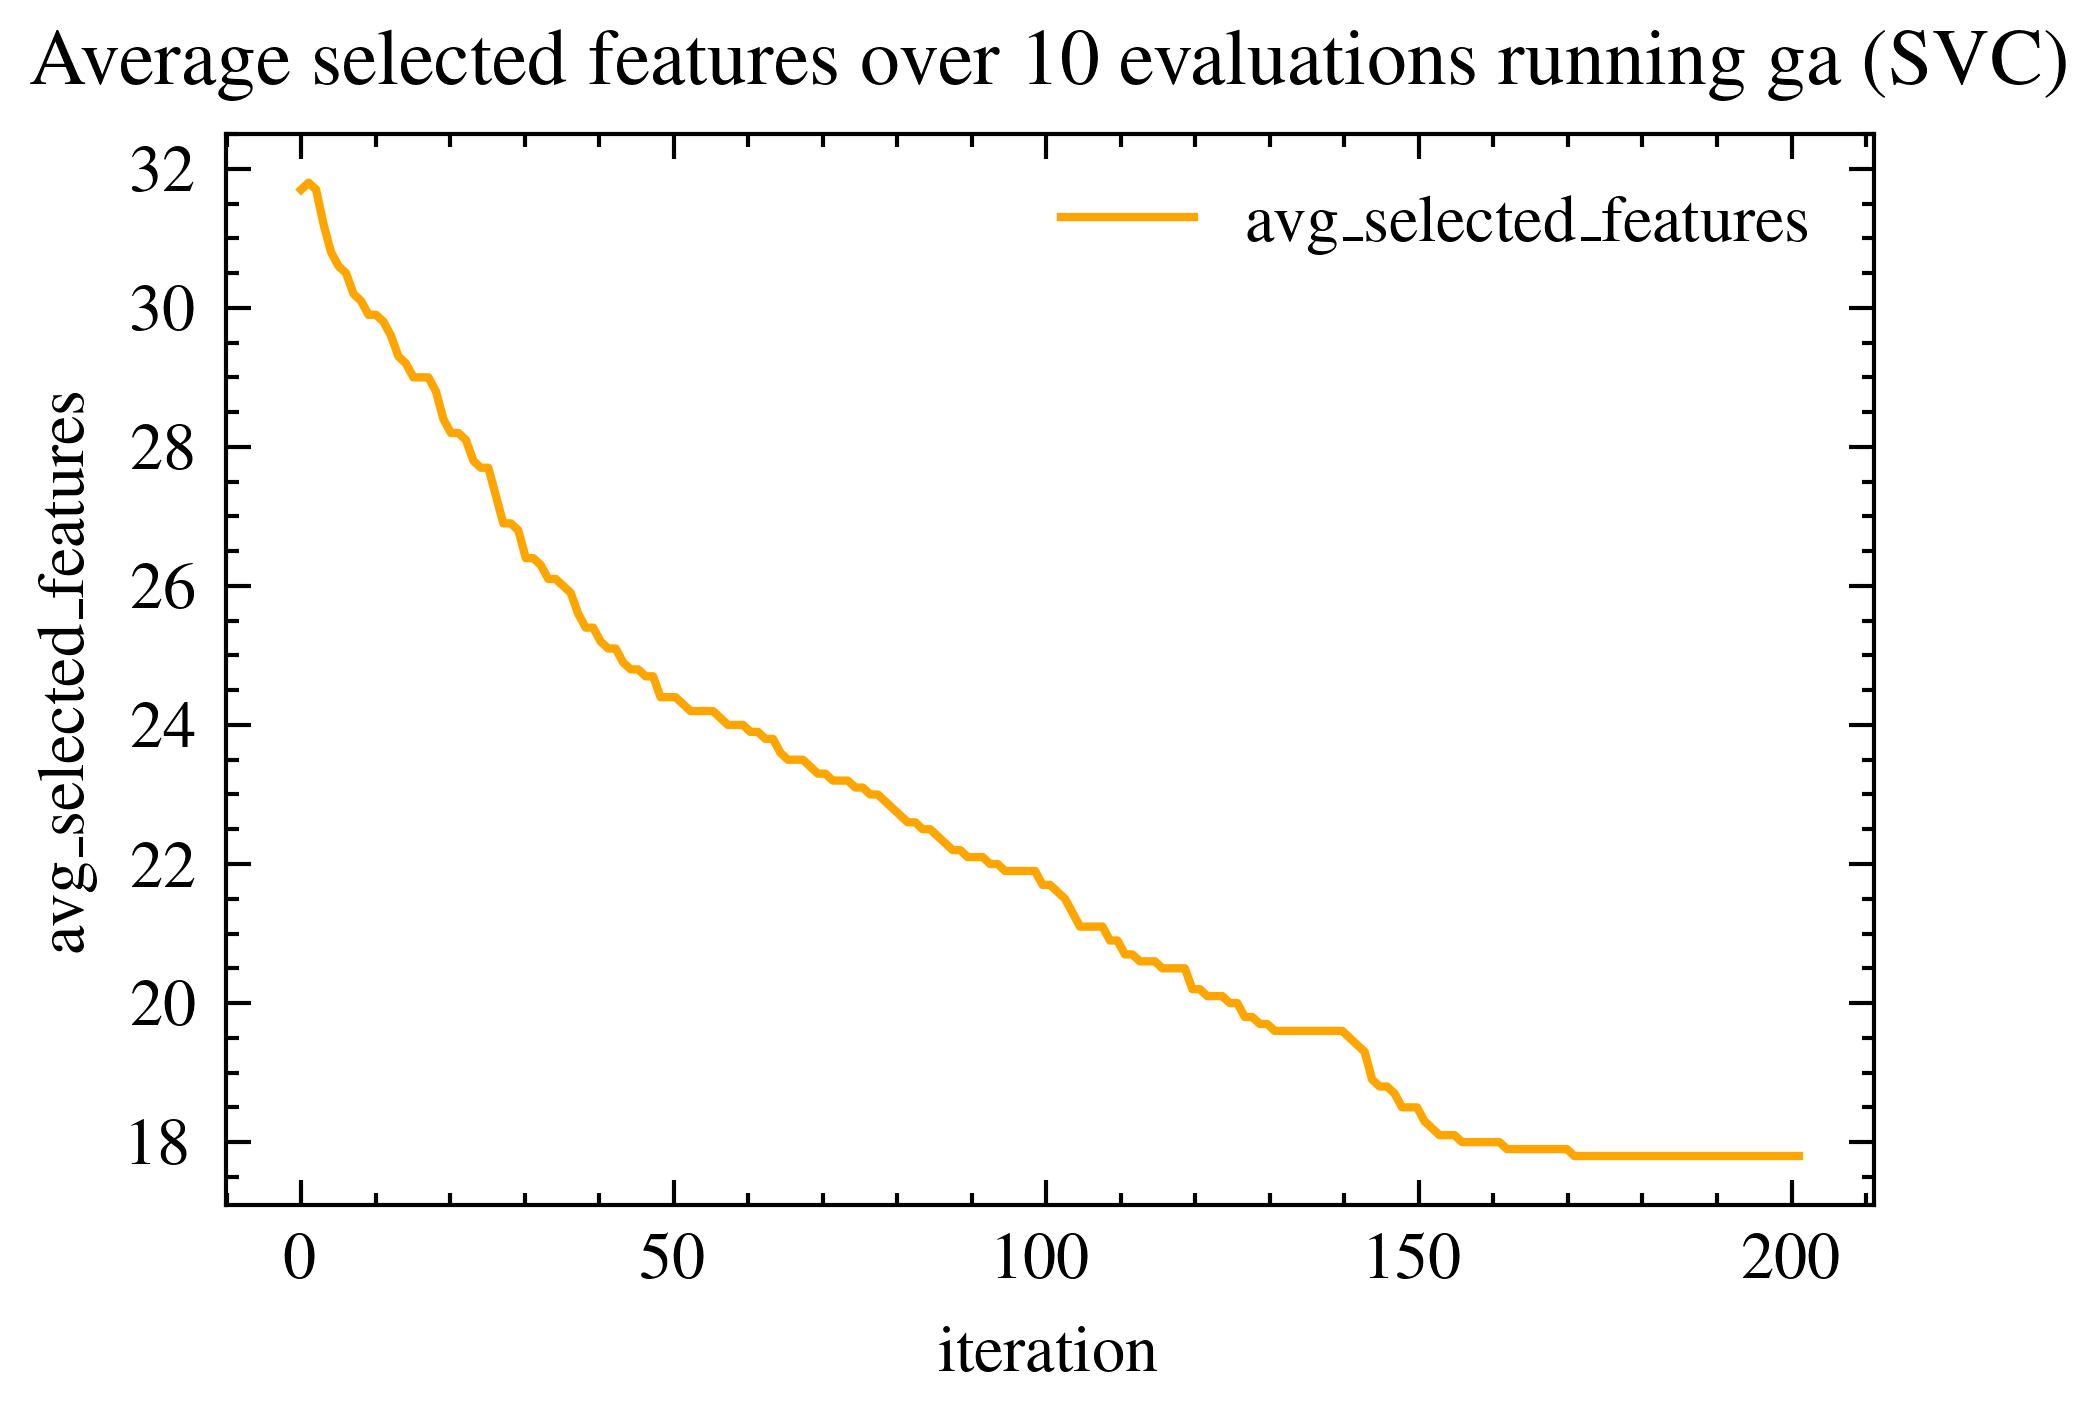 Average selected features over 10 evaluations running ga (SVC)
avg_selected_features
32
30
28
26
24
22
20
18
avg_selected_features
0 50 100 150 200
iteration